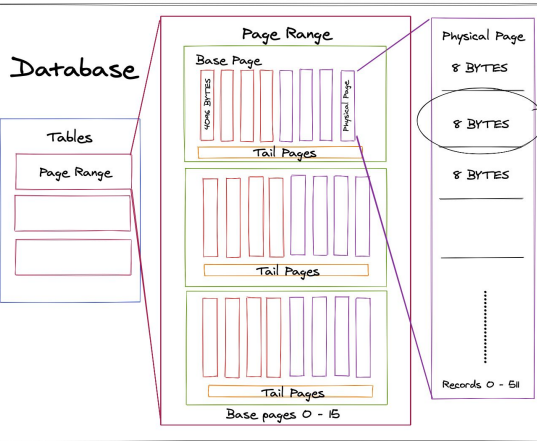 Database
Tables
Page Range
Page Range
Base Page
4096 BYTES
Physical Page
Tail Pages
Tail Pages
Tail Pages
Base pages 0 - 15
Physical Page
8 BYTES
8 BYTES
8 BYTES
Records 0 - 511